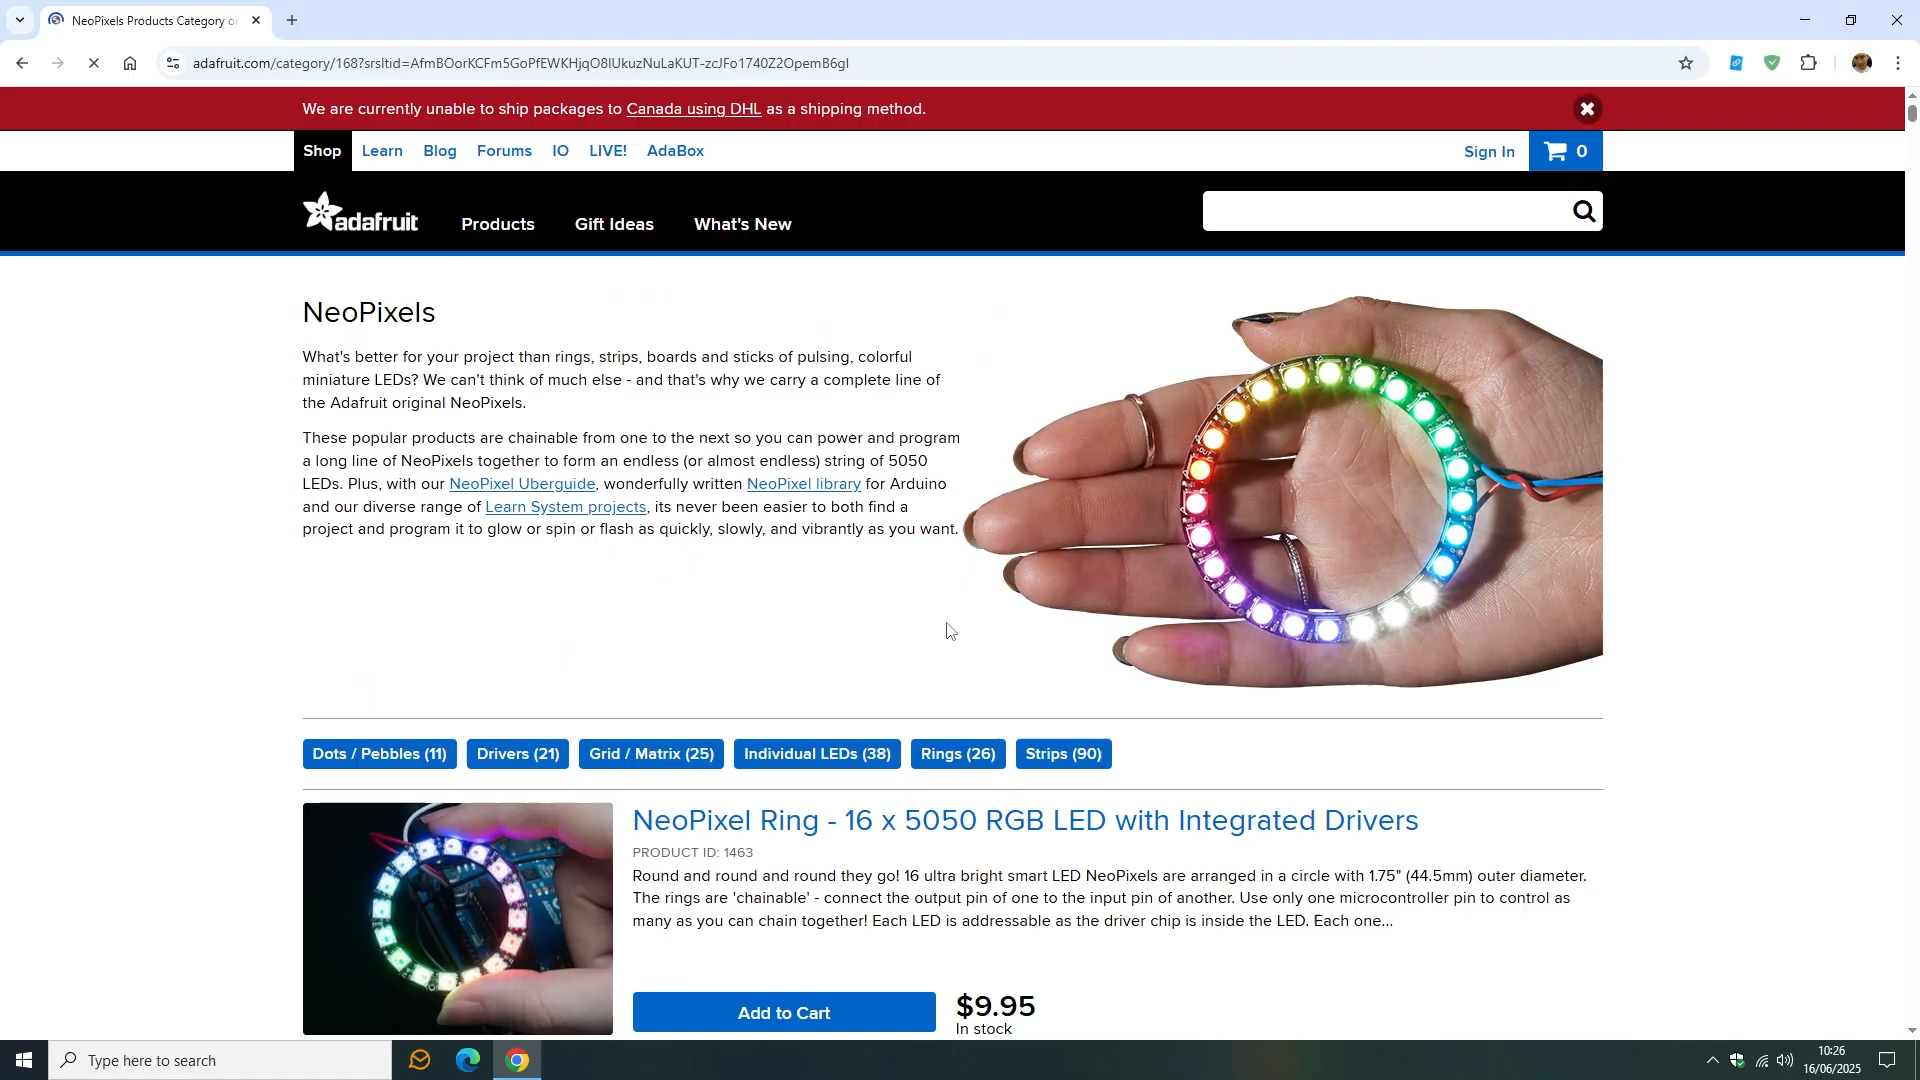 NeoPixels Products Category o
adafruit.com/category/168?srsltid=AfmBOorKCFm5GoPfEWKHjqO8lUkuzNuLaKUT-zcJFo1740Z2OpemB6gI
We are currently unable to ship packages to Canada using DHL as a shipping method.
Shop Learn Blog Forums IO LIVE! AdaBox Sign In 0
adafruit Products Gift Ideas What's New
NeoPixels
What's better for your project than rings, strips, boards and sticks of pulsing, colorful
miniature LEDs? We can't think of much else - and that's why we carry a complete line of
the Adafruit original NeoPixels.
These popular products are chainable from one to the next so you can power and program
a long line of NeoPixels together to form an endless (or almost endless) string of 5050
LEDs. Plus, with our NeoPixel Uberguide, wonderfully written NeoPixel library for Arduino
and our diverse range of Learn System projects, its never been easier to both find a
project and program it to glow or spin or flash as quickly, slowly, and vibrantly as you want.
Dots / Pebbles (11) Drivers (21) Grid / Matrix (25) Individual LEDs (38) Rings (26) Strips (90)
NeoPixel Ring - 16 x 5050 RGB LED with Integrated Drivers
PRODUCT ID: 1463
Round and round and round they go! 16 ultra bright smart LED NeoPixels are arranged in a circle with 1.75" (44.5mm) outer diameter.
The rings are 'chainable' - connect the output pin of one to the input pin of another. Use only one microcontroller pin to control as
many as you can chain together! Each LED is addressable as the driver chip is inside the LED. Each one...
Add to Cart $9.95
In stock
Type here to search
10:26
16/06/2025